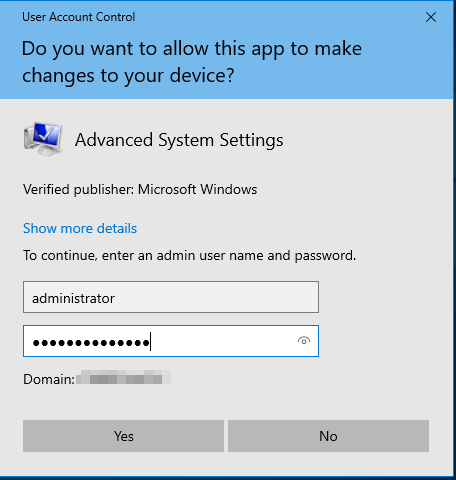 User Account Control
Do you want to allow this app to make
changes to your device?
Advanced System Settings
Verified publisher: Microsoft Windows
Show more details
To continue, enter an admin user name and password.
administrator
●●●●●●●●●●●●●●
Domain:
Yes
No